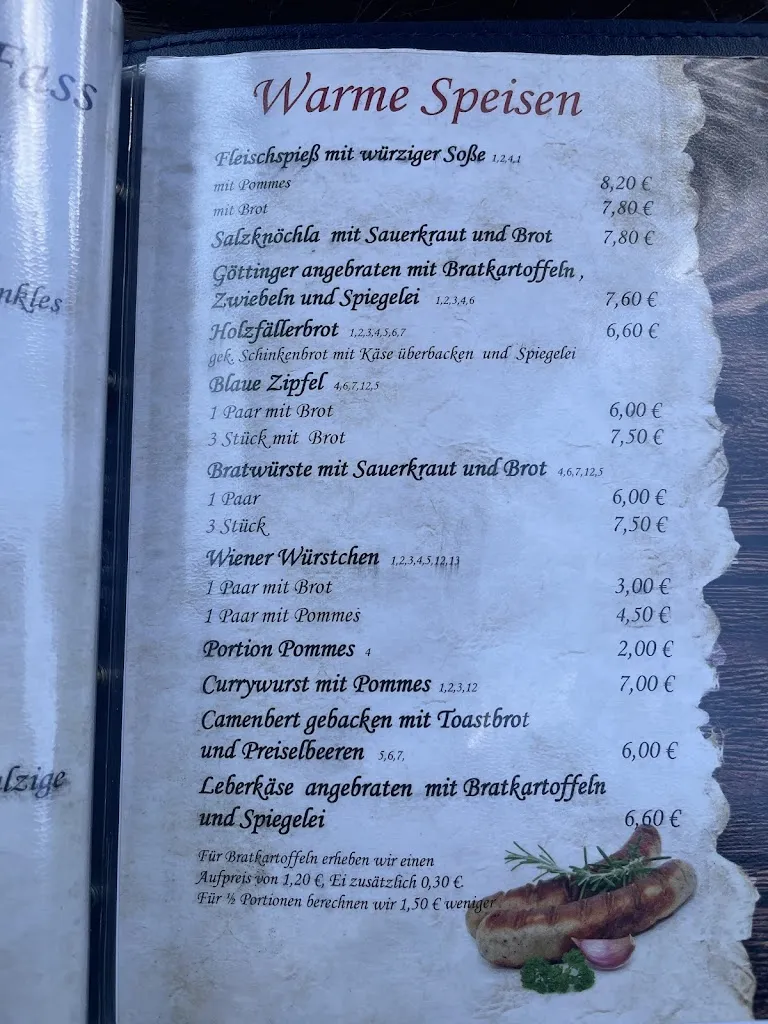 Fass
nkles
lzige
Warme Speisen
Fleischspieß mit würziger Soße 1,2,4,1
mit Pommes 8,20 €
mit Brot 7,80 €
Salzknöchla mit Sauerkraut und Brot 7,80 €
Göttinger angebraten mit Bratkartoffeln ,
Zwiebeln und Spiegelei 1,2,3,4,6 7,60 €
Holzfällerbrot 1,2,3,4,5,6,7 6,60 €
gek. Schinkenbrot mit Käse überbacken und Spiegelei
Blaue Zipfel 4,6,7,12,5
1 Paar mit Brot 6,00 €
3 Stück mit Brot 7,50 €
Bratwürste mit Sauerkraut und Brot 4,6,7,12,5
1 Paar 6,00 €
3 Stück 7,50 €
Wiener Würstchen 1,2,3,4,5,12,13
1 Paar mit Brot 3,00 €
1 Paar mit Pommes 4,50 €
Portion Pommes 4 2,00 €
Currywurst mit Pommes 1,2,3,12 7,00 €
Camenbert gebacken mit Toastbrot
und Preiselbeeren 5,6,7, 6,00 €
Leberkäse angebraten mit Bratkartoffeln
und Spiegelei 6,60 €
Für Bratkartoffeln erheben wir einen
Aufpreis von 1,20 €, Ei zusätzlich 0,30 €.
Für ½ Portionen berechnen wir 1,50 € weniger